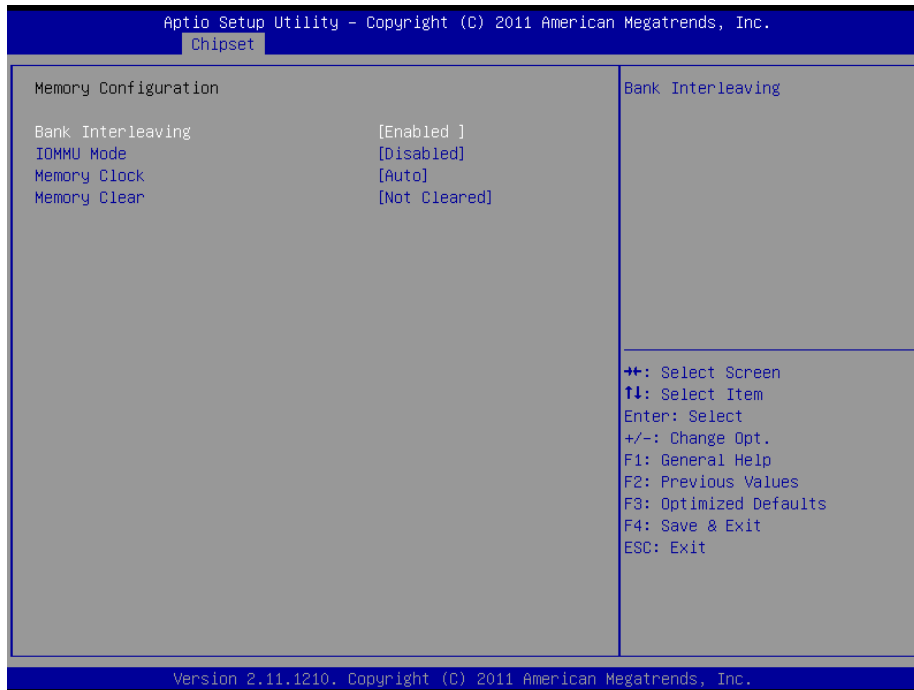 Aptio Setup Utility – Copyright (C) 2011 American Megatrends, Inc.
Chipset
Memory Configuration
Bank Interleaving [Enabled ]
IOMMU Mode [Disabled]
Memory Clock [Auto]
Memory Clear [Not Cleared]
Bank Interleaving
→←: Select Screen
↑↓: Select Item
Enter: Select
+/-: Change Opt.
F1: General Help
F2: Previous Values
F3: Optimized Defaults
F4: Save & Exit
ESC: Exit
Version 2.11.1210. Copyright (C) 2011 American Megatrends, Inc.